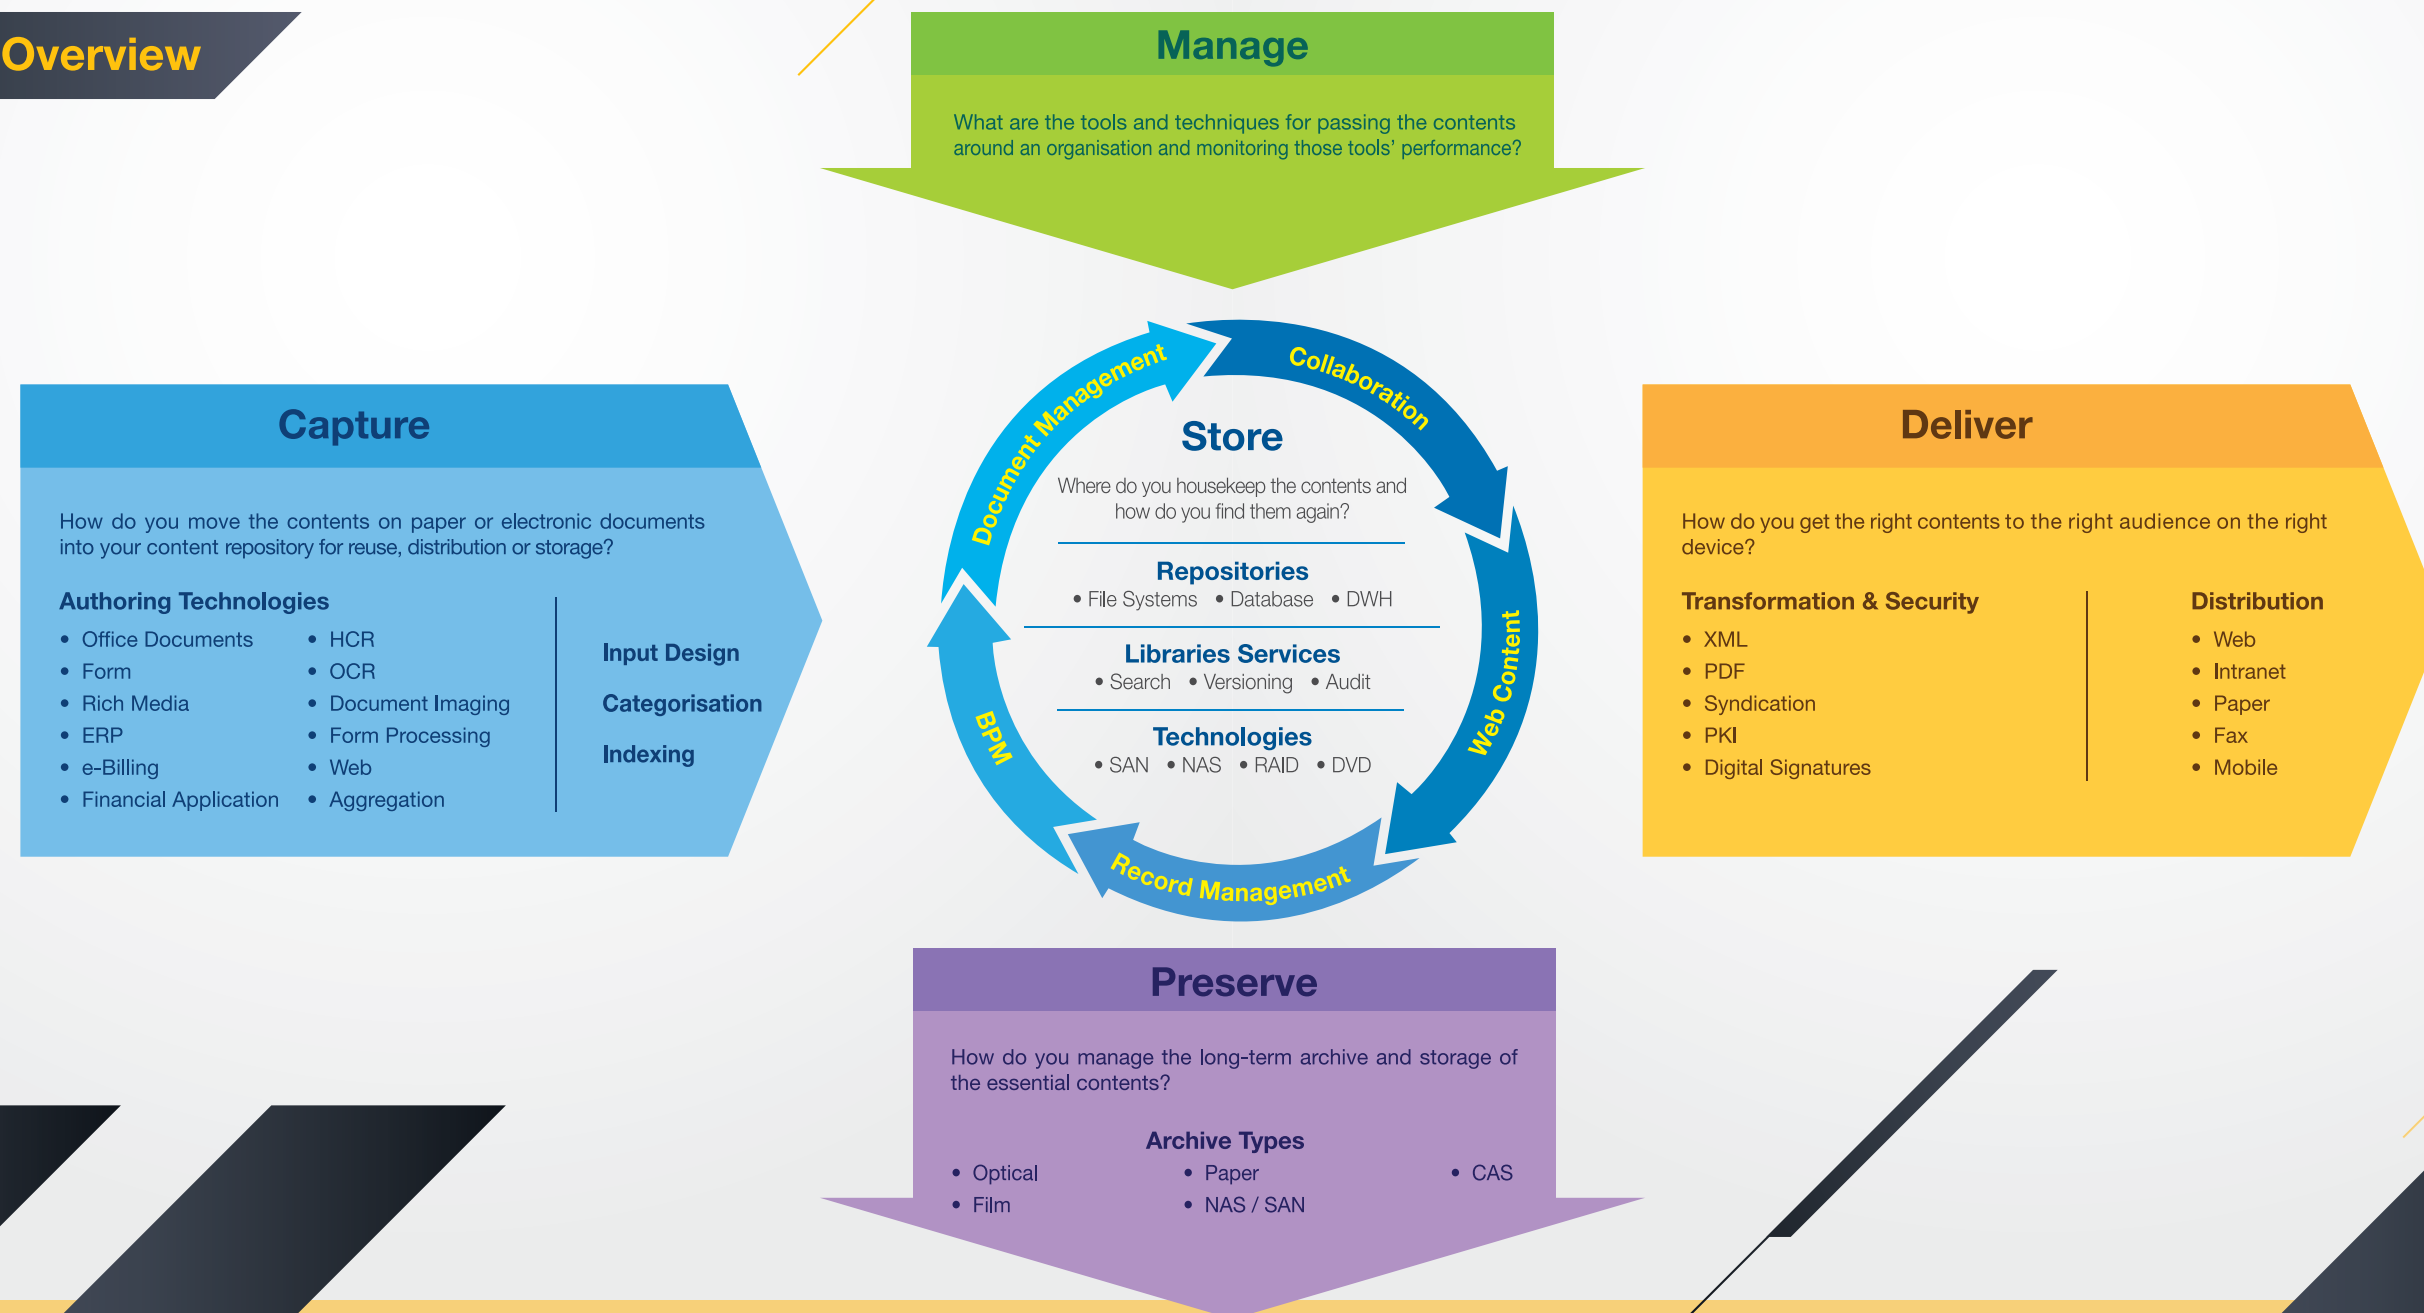 Overview
Manage
What are the tools and techniques for passing the contents
around an organisation and monitoring those tools’ performance?
Capture
How do you move the contents on paper or electronic documents
into your content repository for reuse, distribution or storage?
Authoring Technologies
• Office Documents
• Form
• Rich Media
• ERP
• e-Billing
• Financial Application
• HCR
• OCR
• Document Imaging
• Form Processing
• Web
• Aggregation
Input Design
Categorisation
Indexing
Document Management
Collaboration
Web Content
Record Management
BPM
Store
Where do you housekeep the contents and
how do you find them again?
Repositories
• File Systems • Database • DWH
Libraries Services
• Search • Versioning • Audit
Technologies
• SAN • NAS • RAID • DVD
Deliver
How do you get the right contents to the right audience on the right
device?
Transformation & Security
• XML
• PDF
• Syndication
• PKI
• Digital Signatures
Distribution
• Web
• Intranet
• Paper
• Fax
• Mobile
Preserve
How do you manage the long-term archive and storage of
the essential contents?
Archive Types
• Optical • Paper • CAS
• Film • NAS / SAN